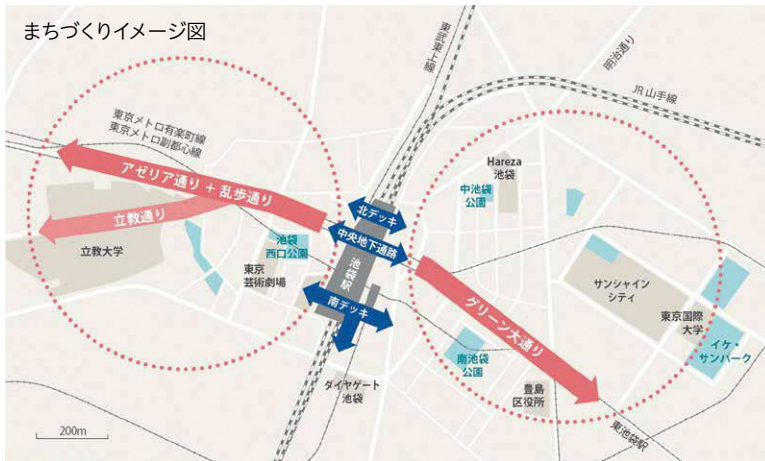 まちづくりイメージ図
東武東上線
明治通り
JR山手線
東京メトロ有楽町線
東京メトロ副都心線
アゼリア通り + 乱歩通り
立教通り
立教大学
池袋
西口公園
東京
芸術劇場
北デッキ
中央地下通路
池袋駅
南デッキ
ダイヤゲート
池袋
Hareza
池袋
中池袋
公園
グリーン大通り
サンシャイン
シティ
東京国際
大学
イケ・
サンパーク
南池袋
公園
豊島
区役所
東池袋駅
200m